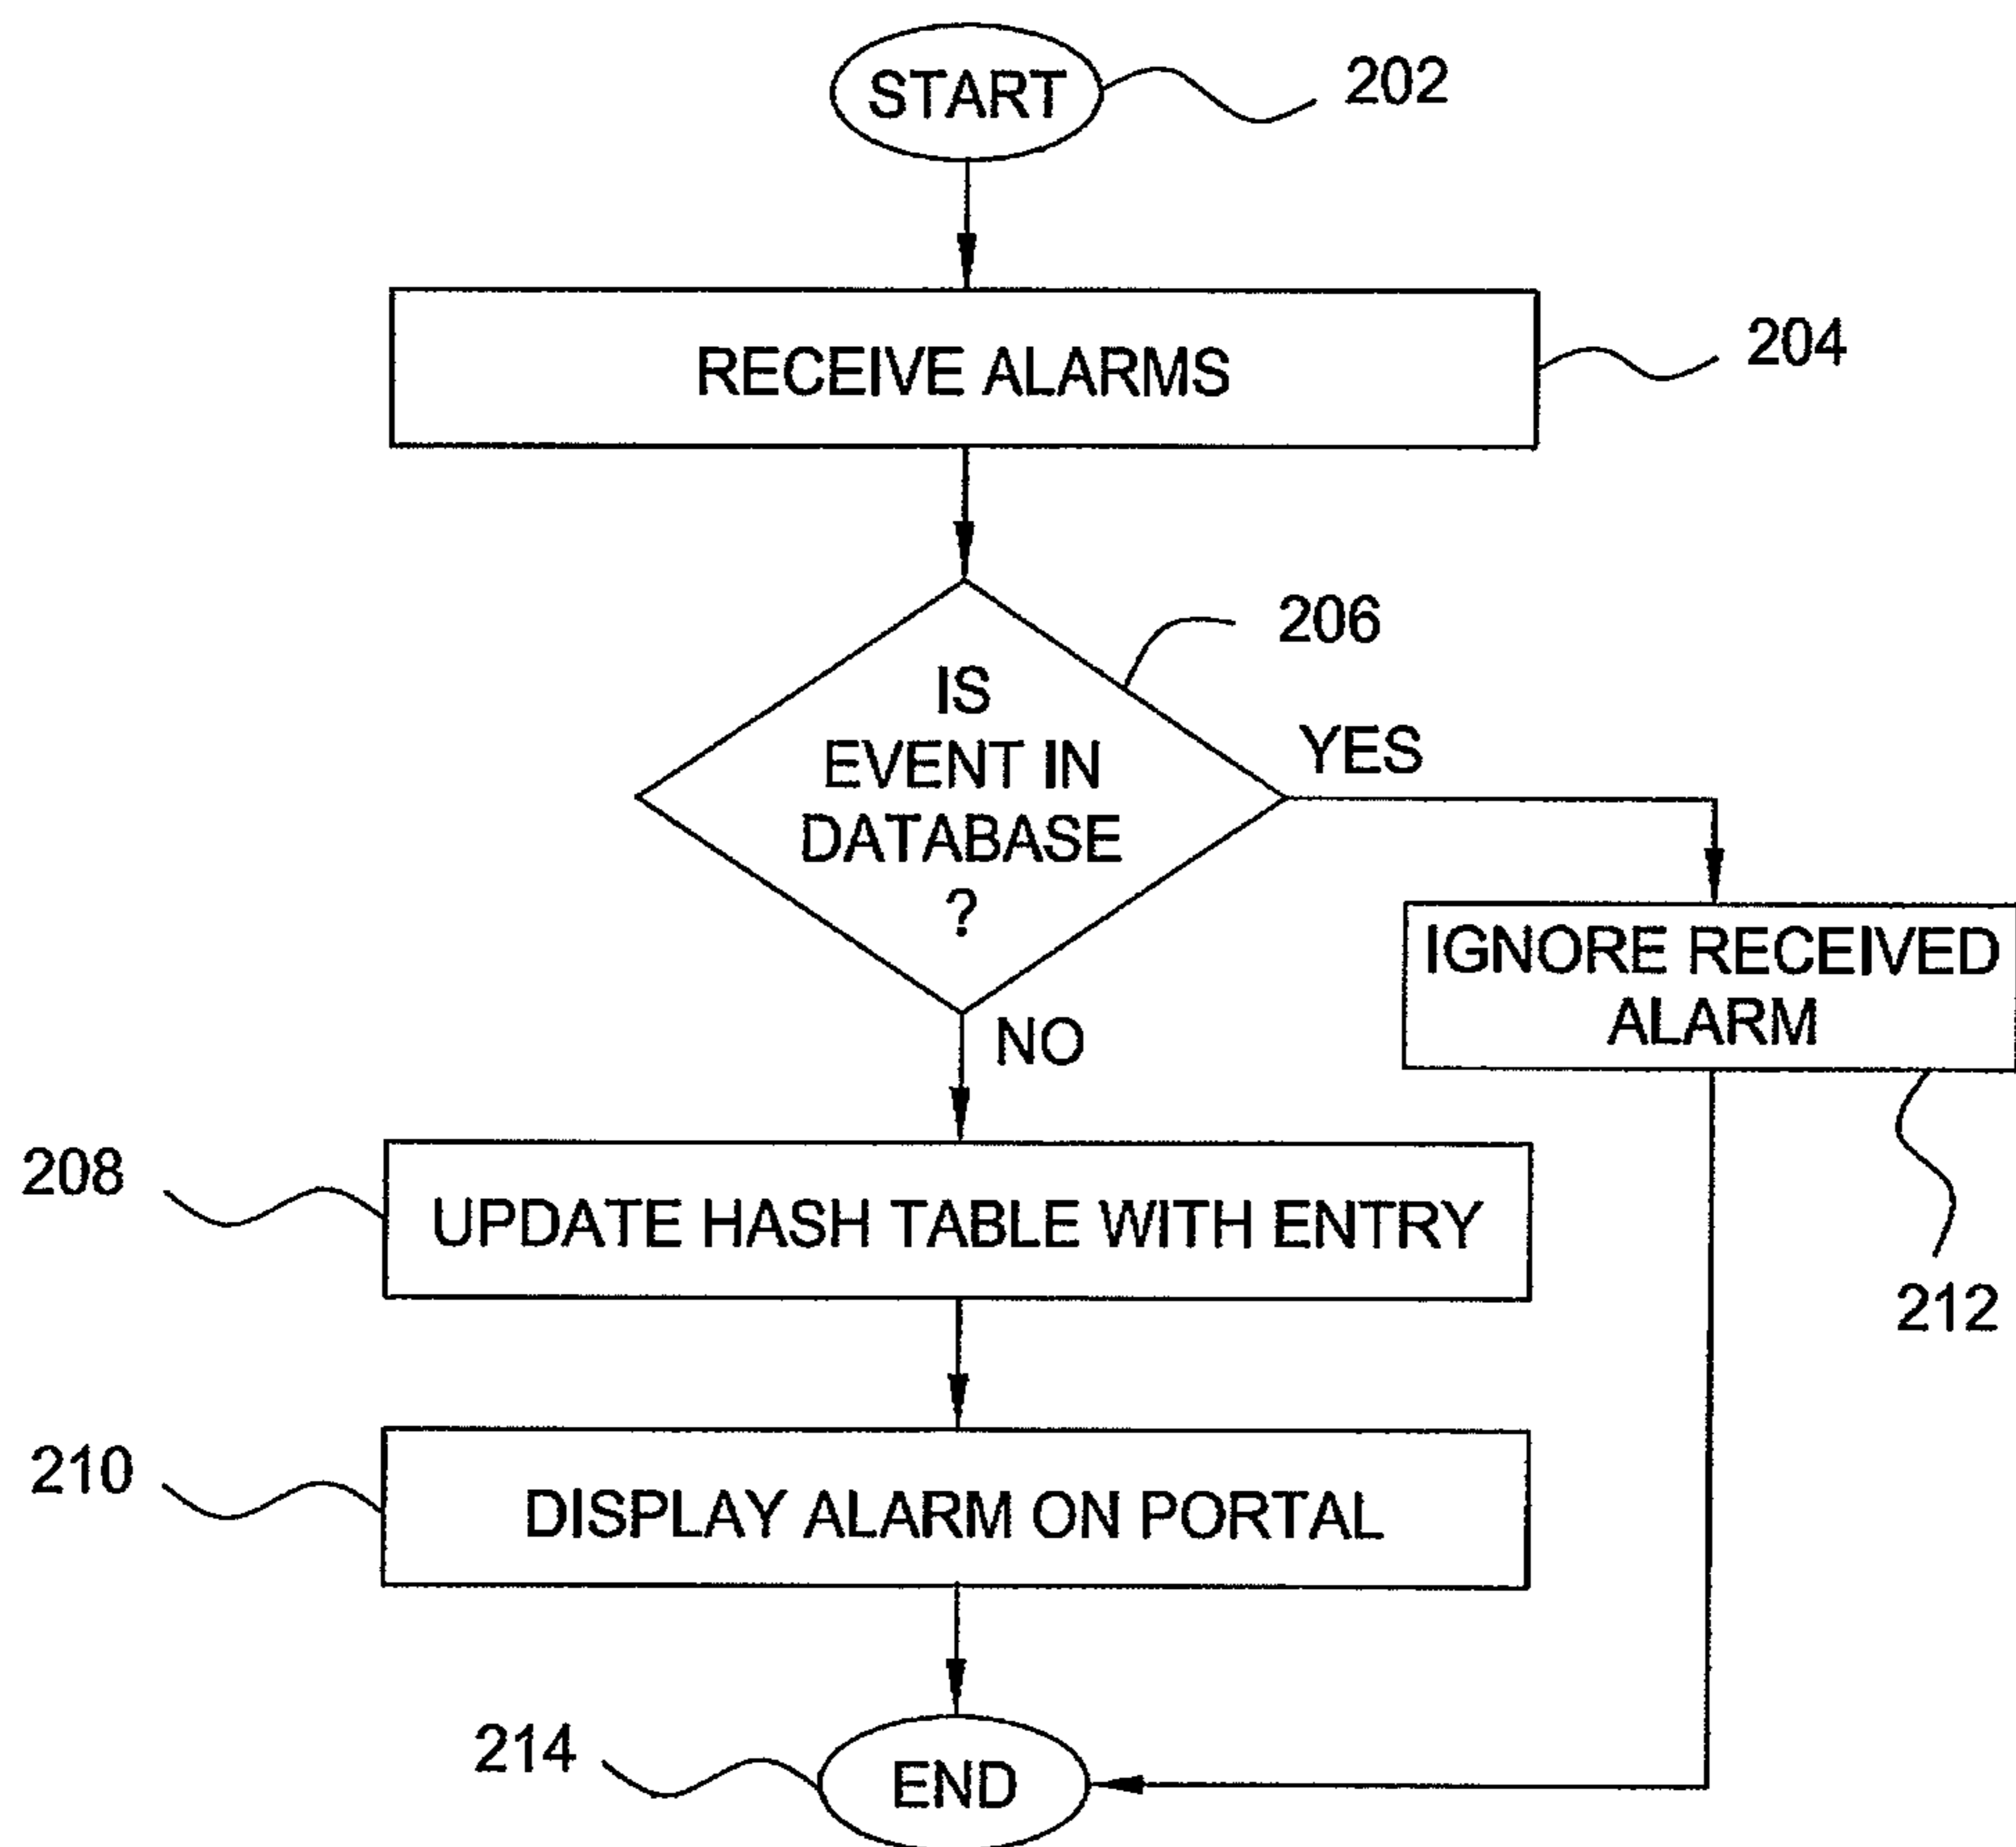 START
202
RECEIVE ALARMS
204
206
IS
EVENT IN
DATABASE
?
YES
IGNORE RECEIVED
ALARM
212
NO
208
UPDATE HASH TABLE WITH ENTRY
210
DISPLAY ALARM ON PORTAL
214
END